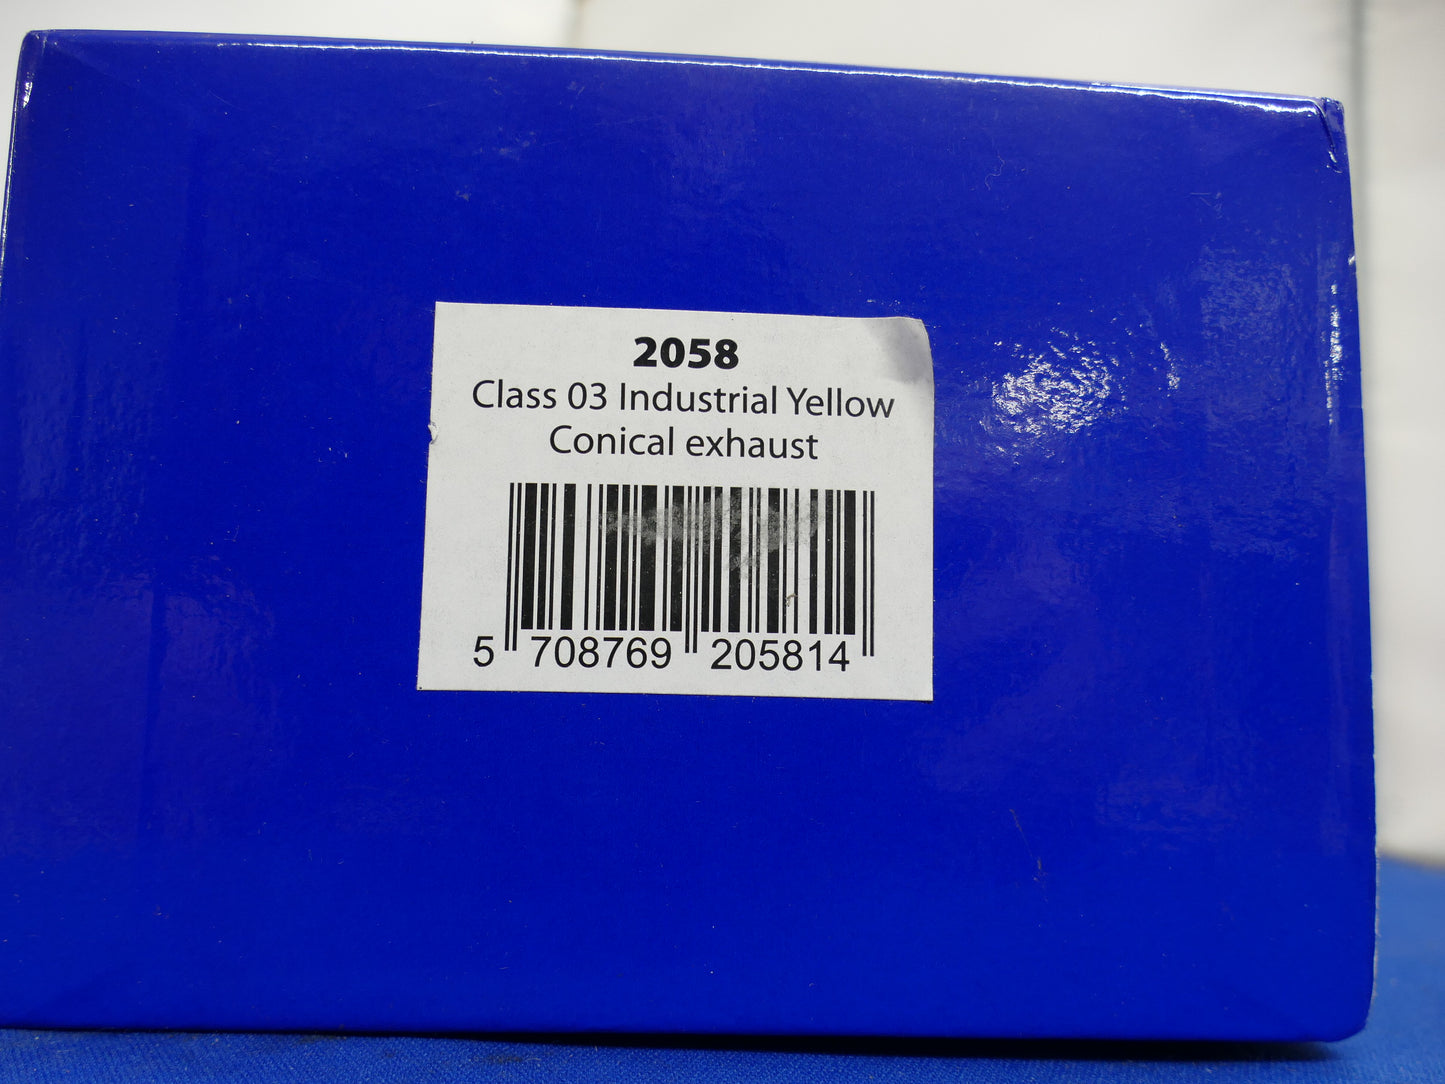 2058
Class 03 Industrial Yellow
Conical exhaust
5 708769 205814